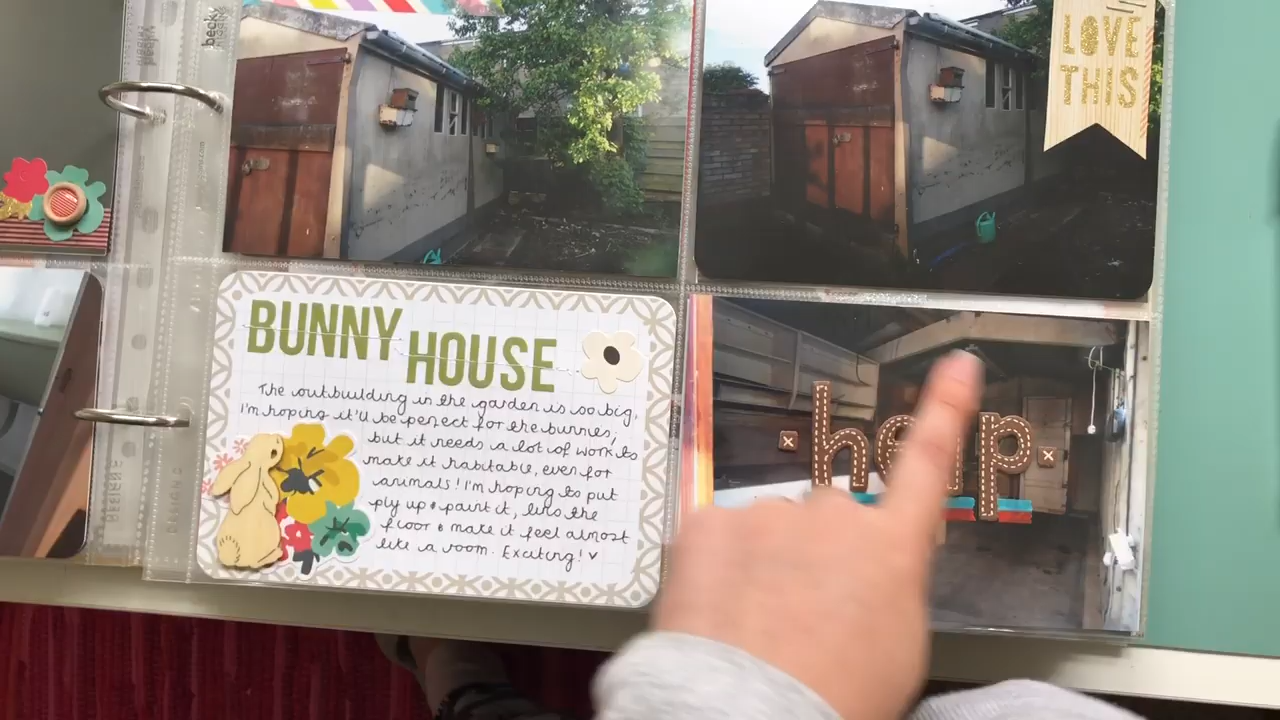 LOVE
THIS
BUNNY
HOUSE
The outbuilding in the garden is so big,
I'm hoping it'll be perfect for the bunnies,
but it needs a lot of work to
make it habitable, even for
animals! I'm hoping to put
ply up & paint it, line the
floor & make it feel almost
like a room. Exciting! ♥
help